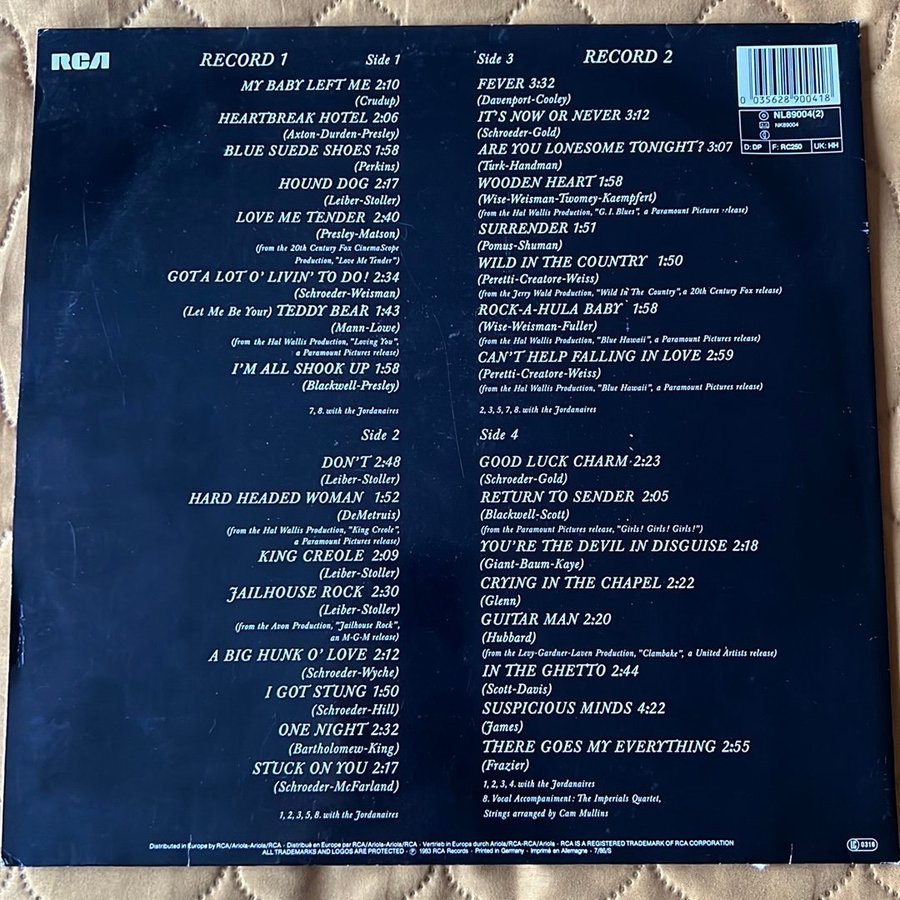 RCA
RECORD 1 Side 1
MY BABY LEFT ME 2:10
(Crudup)
HEARTBREAK HOTEL 2:06
(Axton-Durden-Presley)
BLUE SUEDE SHOES 1:58
(Perkins)
HOUND DOG 2:17
(Leiber-Stoller)
LOVE ME TENDER 2:40
(Presley-Matson)
(from the 20th Century Fox CinemaScope
Production, "Love Me Tender")
GOT A LOT O' LIVIN' TO DO! 2:34
(Schroeder-Weisman)
(Let Me Be Your) TEDDY BEAR 1:43
(Mann-Lowe)
(from the Hal Wallis Production, "Loving You",
a Paramount Pictures release)
I'M ALL SHOOK UP 1:58
(Blackwell-Presley)
7, 8. with the Jordanaires
Side 2
DON'T 2:48
(Leiber-Stoller)
HARD HEADED WOMAN 1:52
(DeMetruis)
(from the Hal Wallis Production, "King Creole",
a Paramount Pictures release)
KING CREOLE 2:09
(Leiber-Stoller)
JAILHOUSE ROCK 2:30
(Leiber-Stoller)
(from the Avon Production, "Jailhouse Rock",
an M-G-M release)
A BIG HUNK O' LOVE 2:12
(Schroeder-Wyche)
I GOT STUNG 1:50
(Schroeder-Hill)
ONE NIGHT 2:32
(Bartholomew-King)
STUCK ON YOU 2:17
(Schroeder-McFarland)
1, 2, 3, 5, 8. with the Jordanaires
Side 3 RECORD 2
FEVER 3:32
(Davenport-Cooley)
IT'S NOW OR NEVER 3:12
(Schroeder-Gold)
ARE YOU LONESOME TONIGHT? 3:07
(Turk-Handman)
WOODEN HEART 1:58
(Wise-Weisman-Twomey-Kaempfert)
(from the Hal Wallis Production, "G.I. Blues", a Paramount Pictures release)
SURRENDER 1:51
(Pomus-Shuman)
WILD IN THE COUNTRY 1:50
(Peretti-Creatore-Weiss)
(from the Jerry Wald Production, "Wild In The Country", a 20th Century Fox release)
ROCK-A-HULA BABY 1:58
(Wise-Weisman-Fuller)
(from the Hal Wallis Production, "Blue Hawaii", a Paramount Pictures release)
CAN'T HELP FALLING IN LOVE 2:59
(Peretti-Creatore-Weiss)
(from the Hal Wallis Production, "Blue Hawaii", a Paramount Pictures release)
2, 3, 5, 7, 8. with the Jordanaires
Side 4
GOOD LUCK CHARM 2:23
(Schroeder-Gold)
RETURN TO SENDER 2:05
(Blackwell-Scott)
(from the Paramount Pictures release, "Girls! Girls! Girls!")
YOU'RE THE DEVIL IN DISGUISE 2:18
(Giant-Baum-Kaye)
CRYING IN THE CHAPEL 2:22
(Glenn)
GUITAR MAN 2:20
(Hubbard)
(from the Levy-Gardner-Laven Production, "Clambake", a United Artists release)
IN THE GHETTO 2:44
(Scott-Davis)
SUSPICIOUS MINDS 4:22
(James)
THERE GOES MY EVERYTHING 2:55
(Frazier)
1, 2, 3, 4. with the Jordanaires
8. Vocal Accompaniment: The Imperials Quartet,
Strings arranged by Cam Mullins
0 035628 900418
NL89004(2)
NK89004
D: DP F: RC250 UK: HH
Distributed in Europe by RCA/Ariola-Ariola/RCA · Distribué en Europe par RCA/Ariola-Ariola/RCA · Vertrieb in Europa durch Ariola/RCA-RCA/Ariola · RCA IS A REGISTERED TRADEMARK OF RCA CORPORATION
ALL TRADEMARKS AND LOGOS ARE PROTECTED · ℗ 1983 RCA Records · Printed in Germany · Imprimé en Allemagne · 7/86/S
LC 0316